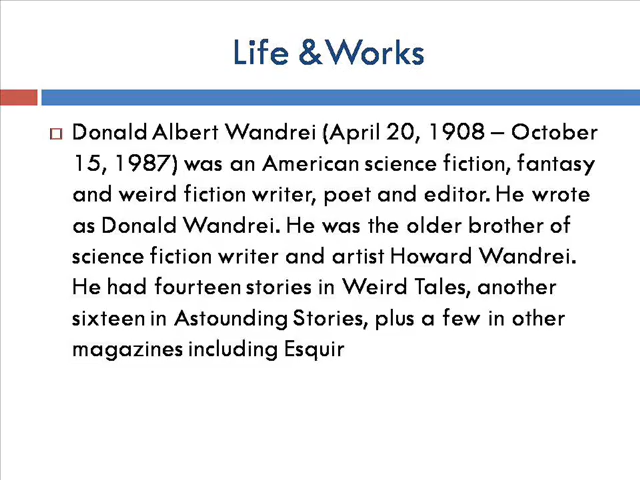 Life & Works
Donald Albert Wandrei (April 20, 1908 – October
15, 1987) was an American science fiction, fantasy
and weird fiction writer, poet and editor. He wrote
as Donald Wandrei. He was the older brother of
science fiction writer and artist Howard Wandrei.
He had fourteen stories in Weird Tales, another
sixteen in Astounding Stories, plus a few in other
magazines including Esquir